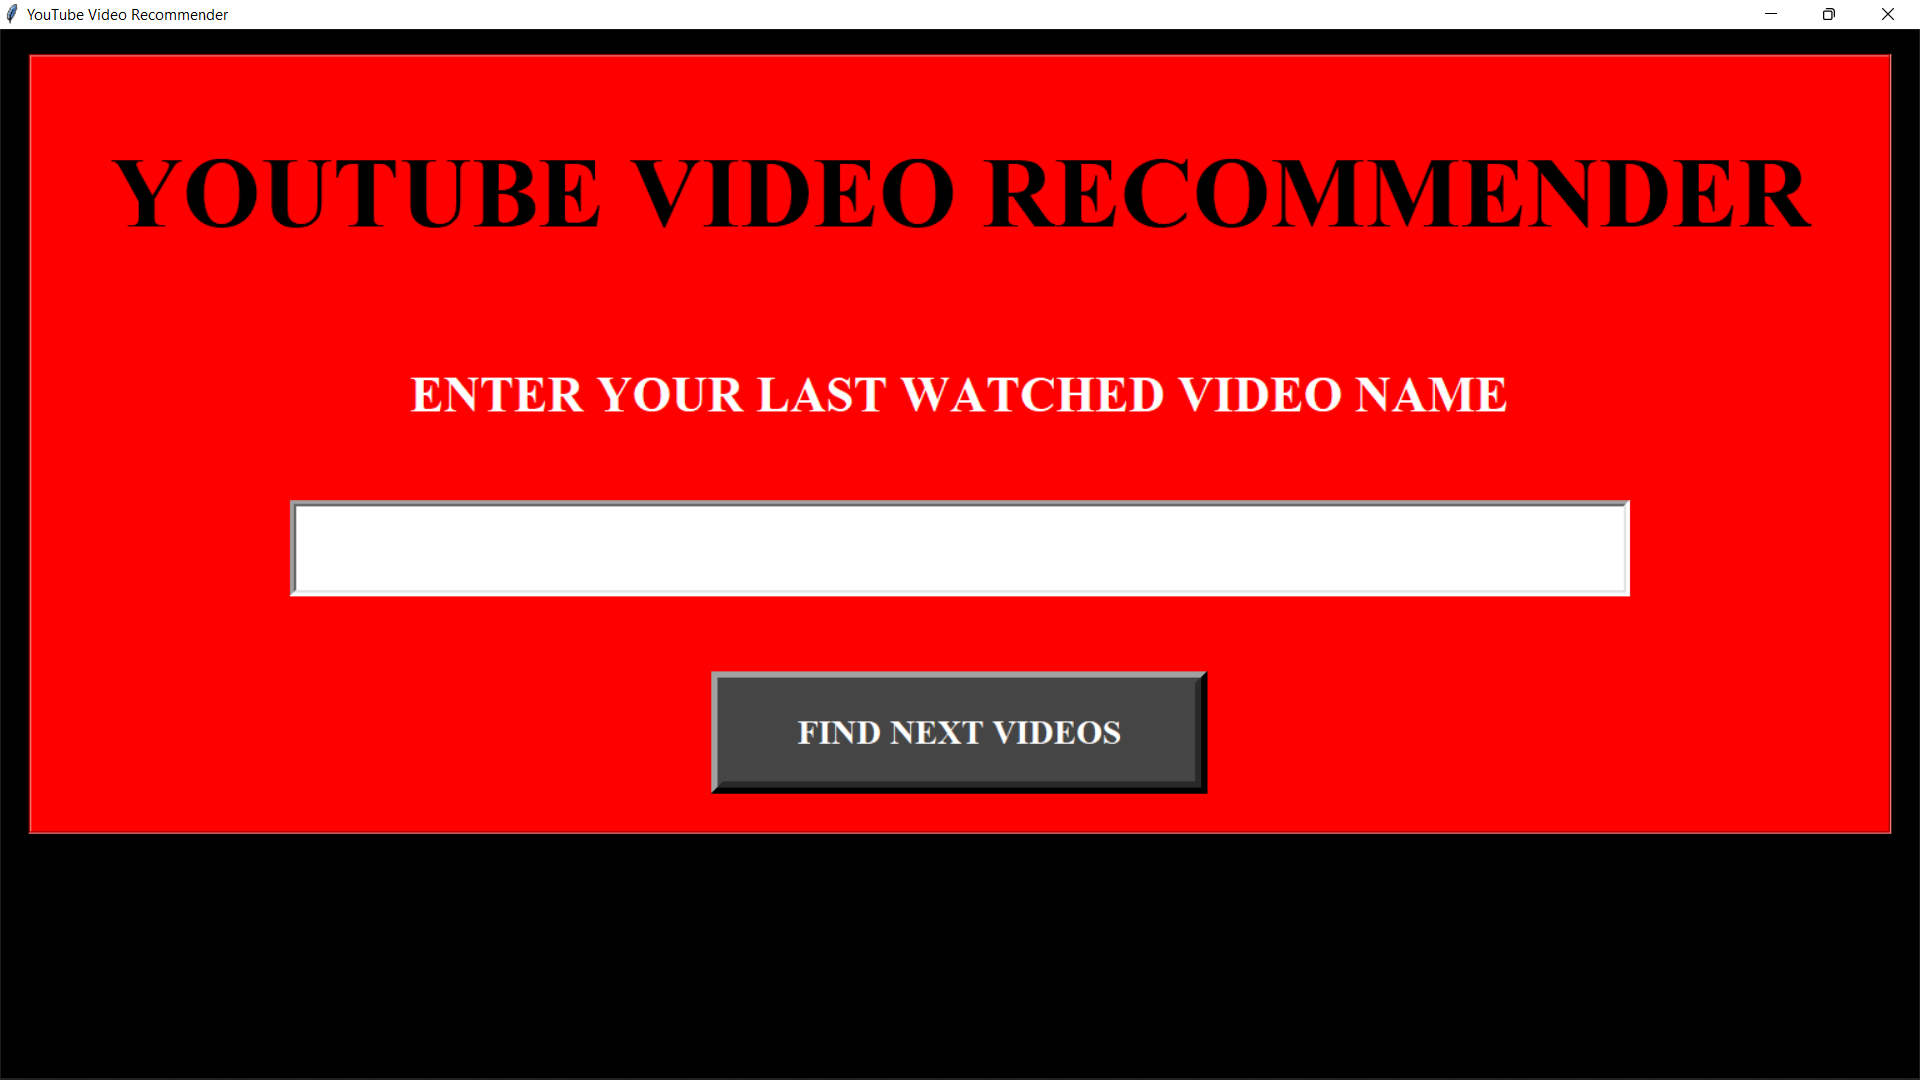 YouTube Video Recommender
YOUTUBE VIDEO RECOMMENDER
ENTER YOUR LAST WATCHED VIDEO NAME
FIND NEXT VIDEOS